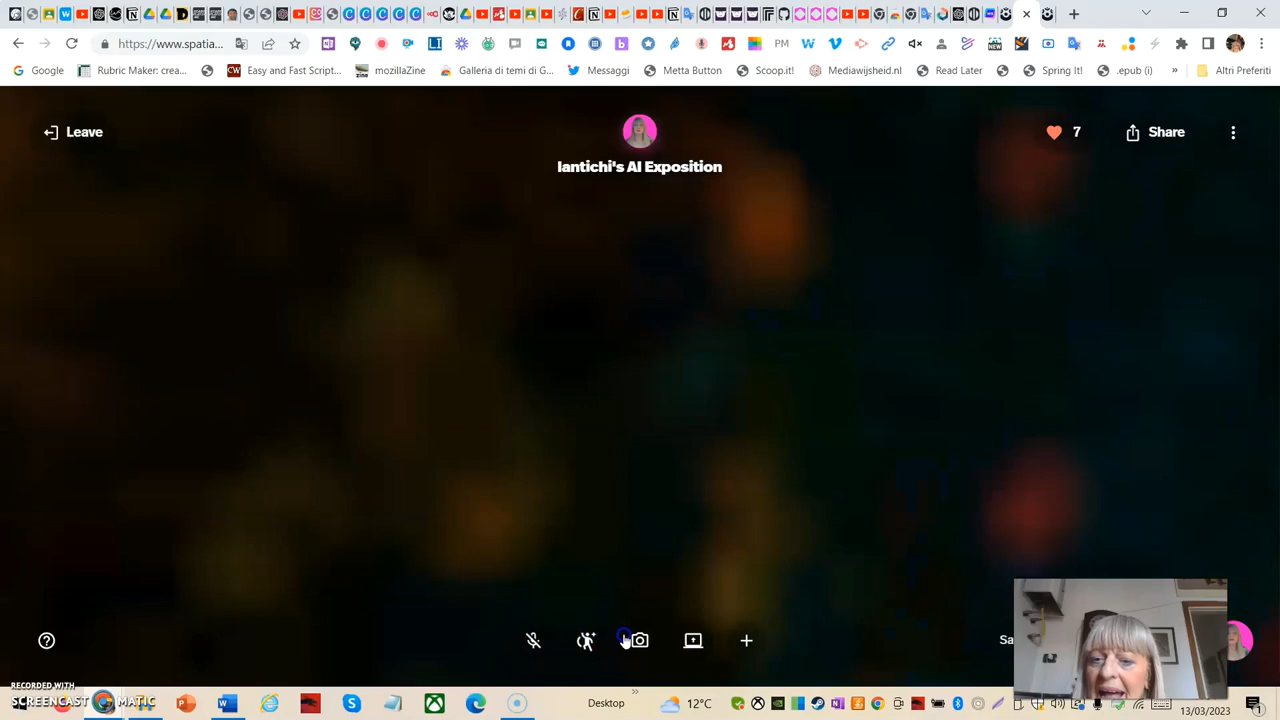 https://www.spatia...
PM
Google
Rubric Maker: crea...
CW Easy and Fast Script...
mozillaZine
Galleria di temi di G...
Messaggi
Metta Button
Scoop.it!
Mediawijsheid.nl
Read Later
Spring It!
.epub (i)
»
Altri Preferiti
Leave
Iantichi's AI Exposition
7
Share
Sa
RECORDED WITH
SCREENCAST MATIC
Desktop
12°C
13/03/2023